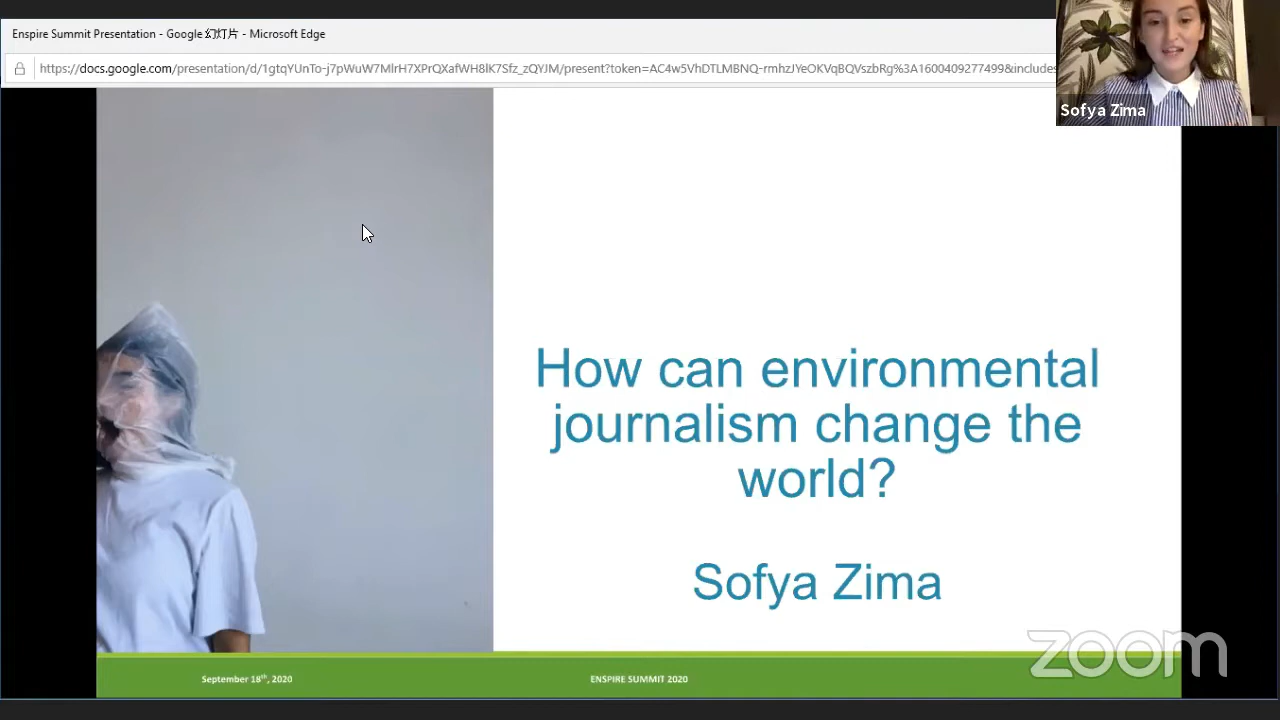 Enspire Summit Presentation - Google 幻灯片 - Microsoft Edge
https://docs.google.com/presentation/d/1gtqYUnTo-j7pWuW7MlrH7XPrQXafWH8lK7Sfz_zQYJM/present?token=AC4w5VhDTLMBNQ-rmhzJYeOKVqBQVszbRg%3A1600409277499&includes
Sofya Zima
How can environmental
journalism change the
world?
Sofya Zima
zoom
September 18th, 2020
ENSPIRE SUMMIT 2020